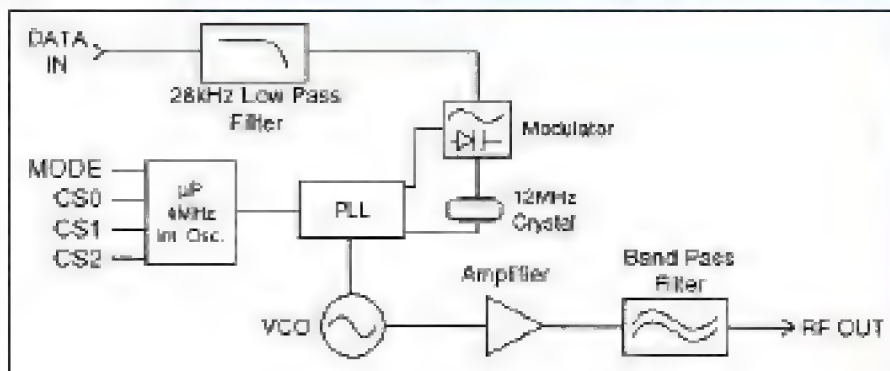 DATA
IN
28kHz Low Pass
Filter
Modulator
MODE
CS0
CS1
CS2
µP
4MHz
Int. Osc.
PLL
12MHz
Crystal
VCO
Amplifier
Band Pass
Filter
RF OUT